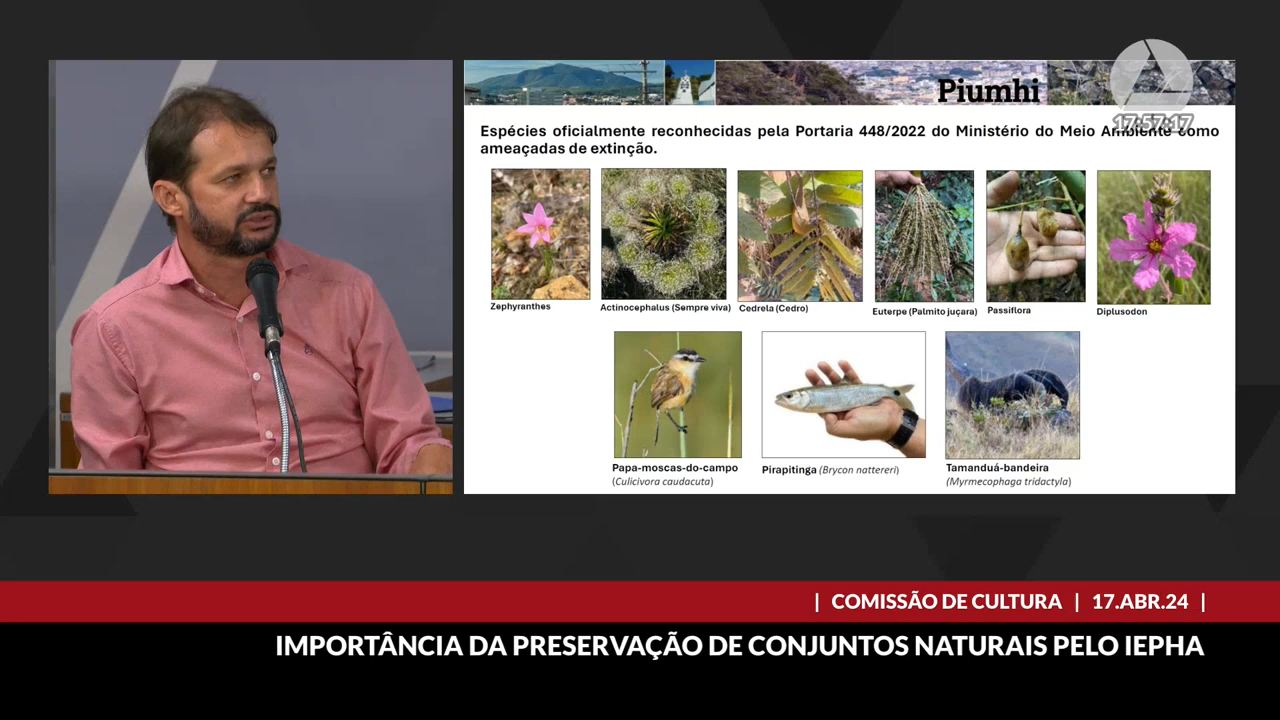 Piumhi
17:57:17
Espécies oficialmente reconhecidas pela Portaria 448/2022 do Ministério do Meio Ambiente como
ameaçadas de extinção.
Zephyranthes
Actinocephalus (Sempre viva)
Cedrela (Cedro)
Euterpe (Palmito juçara)
Passiflora
Diplusodon
Papa-moscas-do-campo
(Culicivora caudacuta)
Pirapitinga (Brycon nattereri)
Tamanduá-bandeira
(Myrmecophaga tridactyla)
| COMISSÃO DE CULTURA | 17.ABR.24 |
IMPORTÂNCIA DA PRESERVAÇÃO DE CONJUNTOS NATURAIS PELO IEPHA